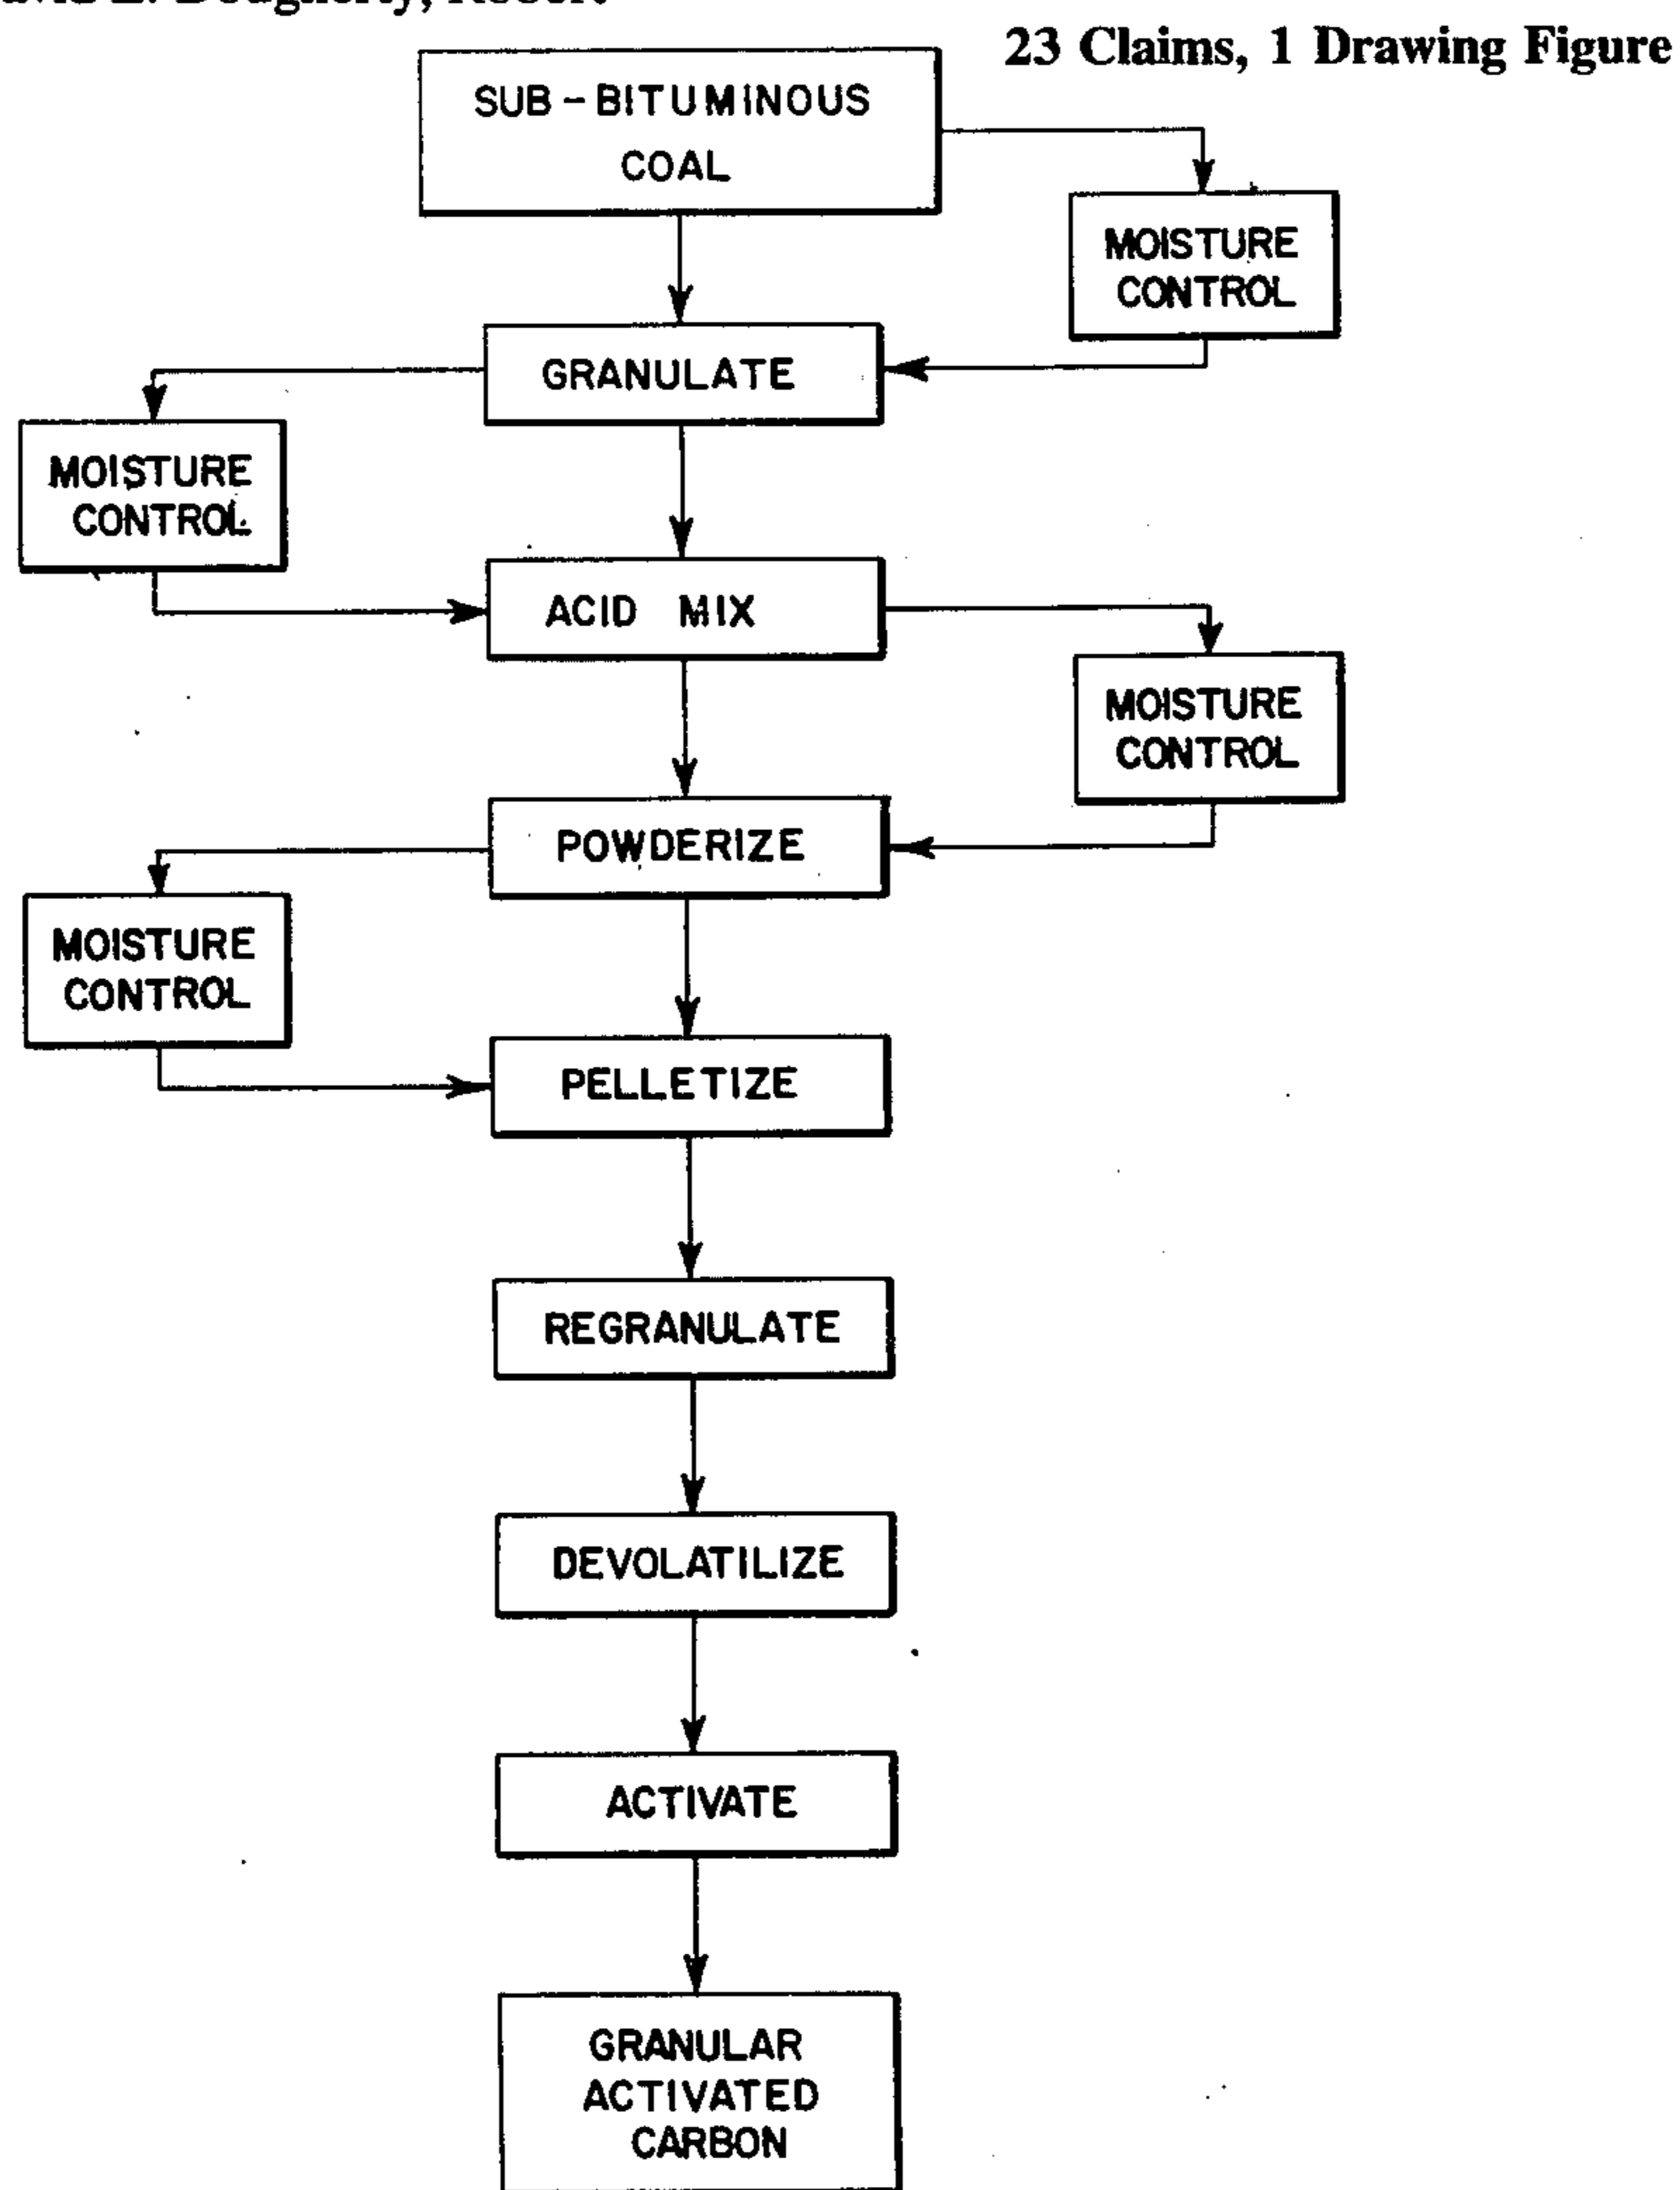 23 Claims, 1 Drawing Figure
SUB-BITUMINOUS
COAL
MOISTURE
CONTROL
GRANULATE
MOISTURE
CONTROL
ACID MIX
MOISTURE
CONTROL
POWDERIZE
MOISTURE
CONTROL
PELLETIZE
REGRANULATE
DEVOLATILIZE
ACTIVATE
GRANULAR
ACTIVATED
CARBON